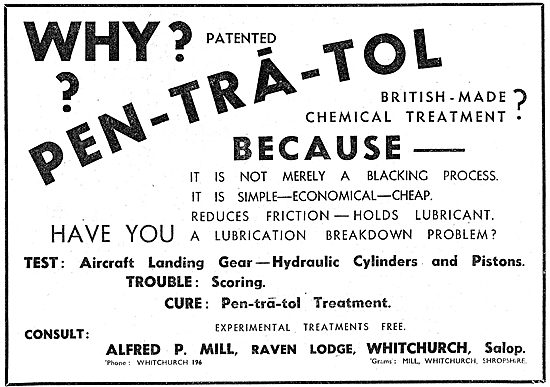 WHY?
PATENTED
?
PEN-TRĀ-TOL
BRITISH-MADE
CHEMICAL TREATMENT ?
BECAUSE —
IT IS NOT MERELY A BLACKING PROCESS.
IT IS SIMPLE—ECONOMICAL—CHEAP.
REDUCES FRICTION — HOLDS LUBRICANT.
HAVE YOU A LUBRICATION BREAKDOWN PROBLEM?
TEST: Aircraft Landing Gear — Hydraulic Cylinders and Pistons.
TROUBLE: Scoring.
CURE: Pen-trā-tol Treatment.
EXPERIMENTAL TREATMENTS FREE.
CONSULT:
ALFRED P. MILL, RAVEN LODGE, WHITCHURCH, Salop.
'Phone: WHITCHURCH 196 'Grams': MILL, WHITCHURCH, SHROPSHIRE.